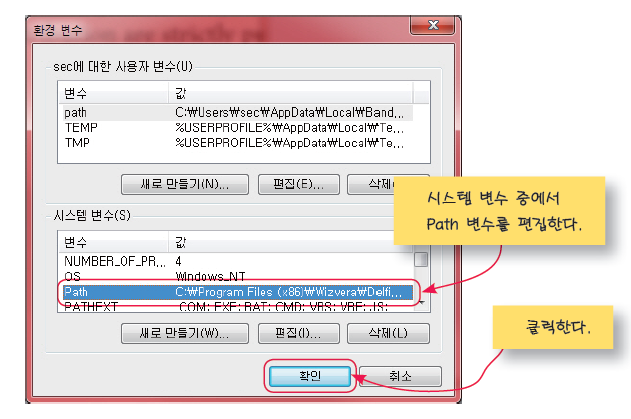 환경 변수
sec에 대한 사용자 변수(U)
변수 값
path C:₩Users₩sec₩AppData₩Local₩Band...
TEMP %USERPROFILE%₩AppData₩Local₩Te...
TMP %USERPROFILE%₩AppData₩Local₩Te...
새로 만들기(N)... 편집(E)... 삭제
시스템 변수 중에서
Path 변수를 편집한다.
시스템 변수(S)
변수 값
NUMBER_OF_PR... 4
OS Windows_NT
Path C:₩Program Files (x86)₩Wizvera₩Delfi...
PATHEXT .COM;.EXE;.BAT;.CMD;.VBS;.VBE;.JS;
새로 만들기(W)... 편집(I)... 삭제(L)
클릭한다.
확인 취소